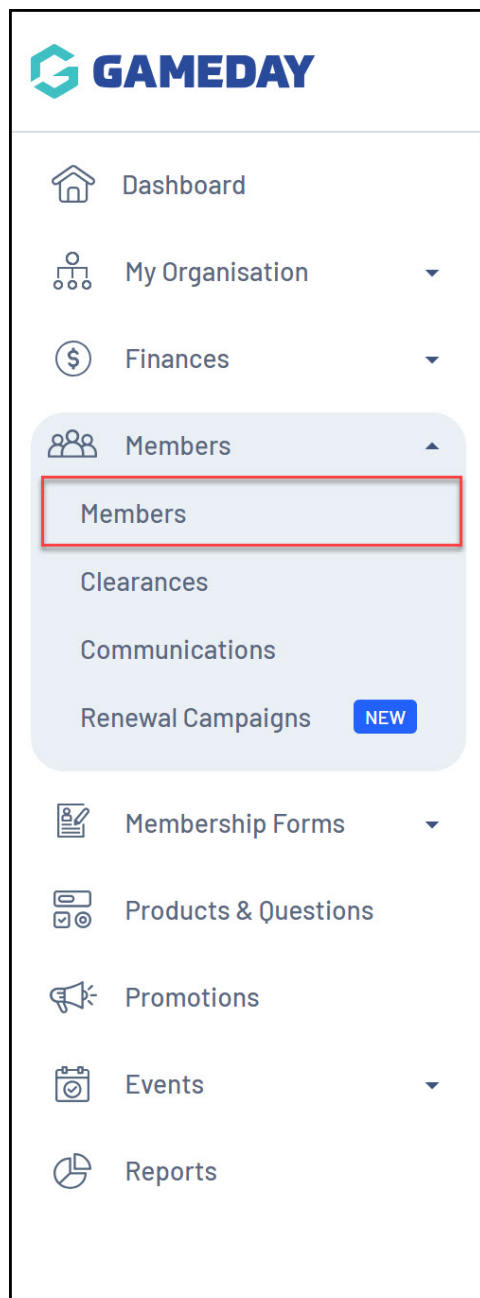 GAMEDAY
Dashboard
My Organisation
Finances
Members
Members
Clearances
Communications
Renewal Campaigns NEW
Membership Forms
Products & Questions
Promotions
Events
Reports